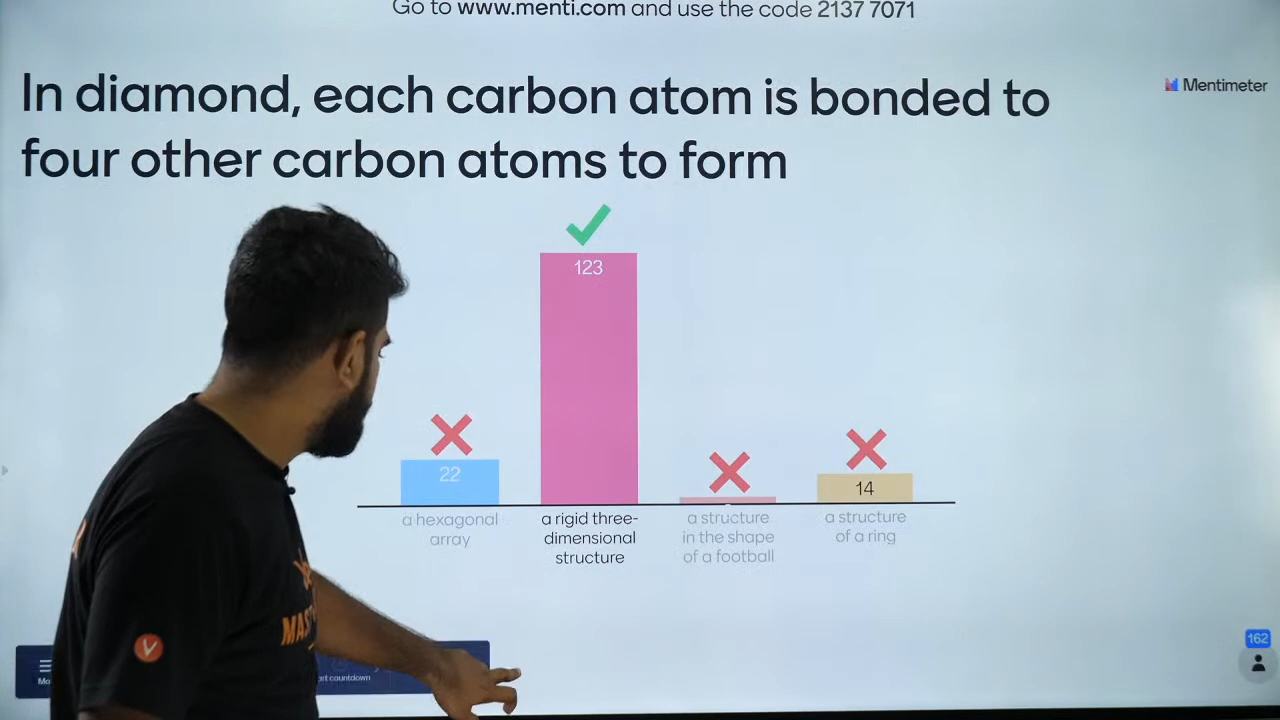 Go to www.menti.com and use the code 2137 7071
In diamond, each carbon atom is bonded to
four other carbon atoms to form
Mentimeter
123
22
14
a hexagonal
array
a rigid three-
dimensional
structure
a structure
in the shape
of a football
a structure
of a ring
162
countdown